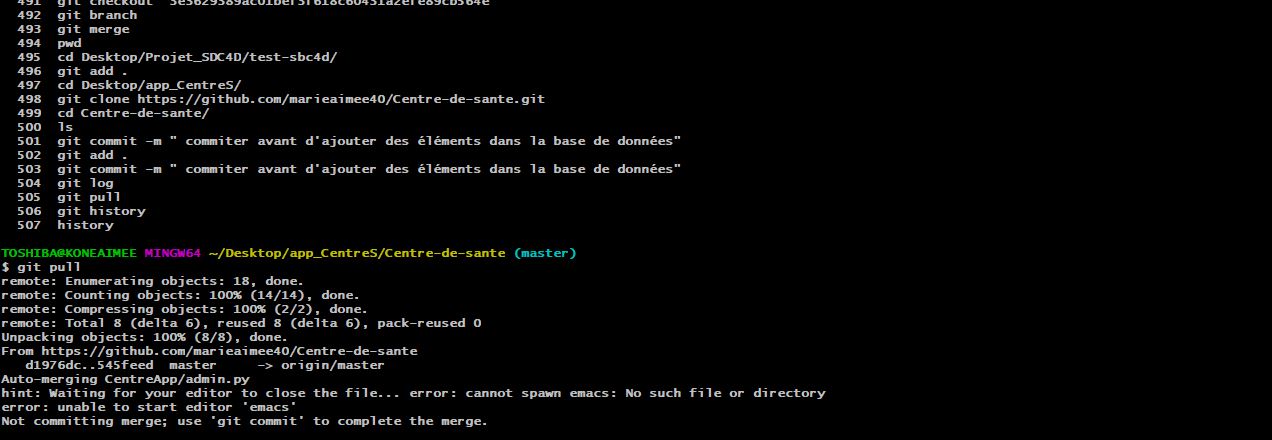 491 git checkout
492 git branch
493 git merge
494 pwd
495 cd Desktop/Projet_SDC4D/test-sbc4d/
496 git add .
497 cd Desktop/app_CentreS/
498 git clone https://github.com/marieaimee40/Centre-de-sante.git
499 cd Centre-de-sante/
500 ls
501 git commit -m " commiter avant d'ajouter des éléments dans la base de données"
502 git add .
503 git commit -m " commiter avant d'ajouter des éléments dans la base de données"
504 git log
505 git pull
506 git history
507 history
TOSHIBA@KONEAIMEE MINGW64 ~/Desktop/app_CentreS/Centre-de-sante (master)
$ git pull
remote: Enumerating objects: 18, done.
remote: Counting objects: 100% (14/14), done.
remote: Compressing objects: 100% (2/2), done.
remote: Total 8 (delta 6), reused 8 (delta 6), pack-reused 0
Unpacking objects: 100% (8/8), done.
From https://github.com/marieaimee40/Centre-de-sante
d1976dc..545feed master -> origin/master
Auto-merging CentreApp/admin.py
hint: Waiting for your editor to close the file... error: cannot spawn emacs: No such file or directory
error: unable to start editor 'emacs'
Not committing merge; use 'git commit' to complete the merge.